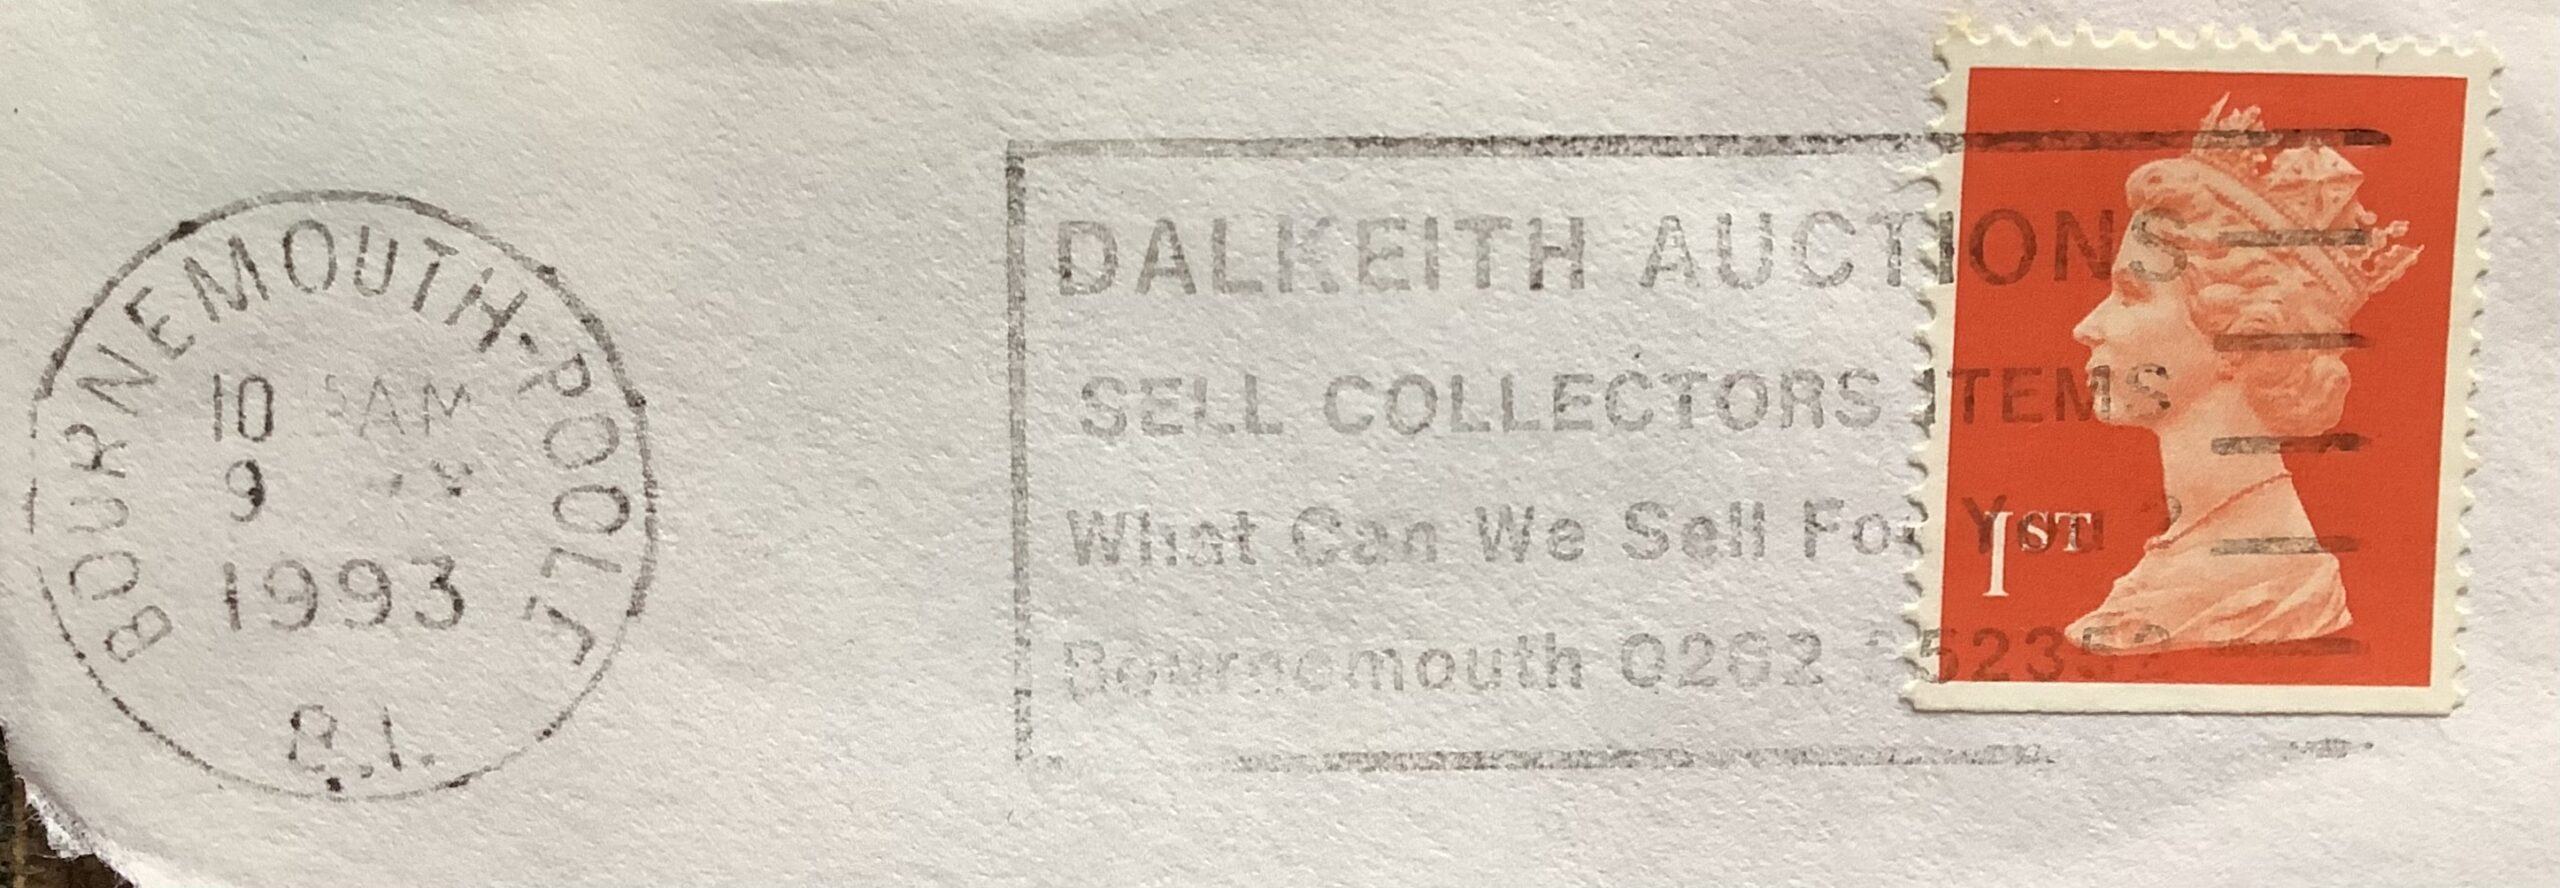 BOURNEMOUTH-POOLE
10 AM
9
1993
B.I.
DALKEITH AUCTIONS
SELL COLLECTORS ITEMS
What Can We Sell For You ?
Bournemouth 0202
1ST